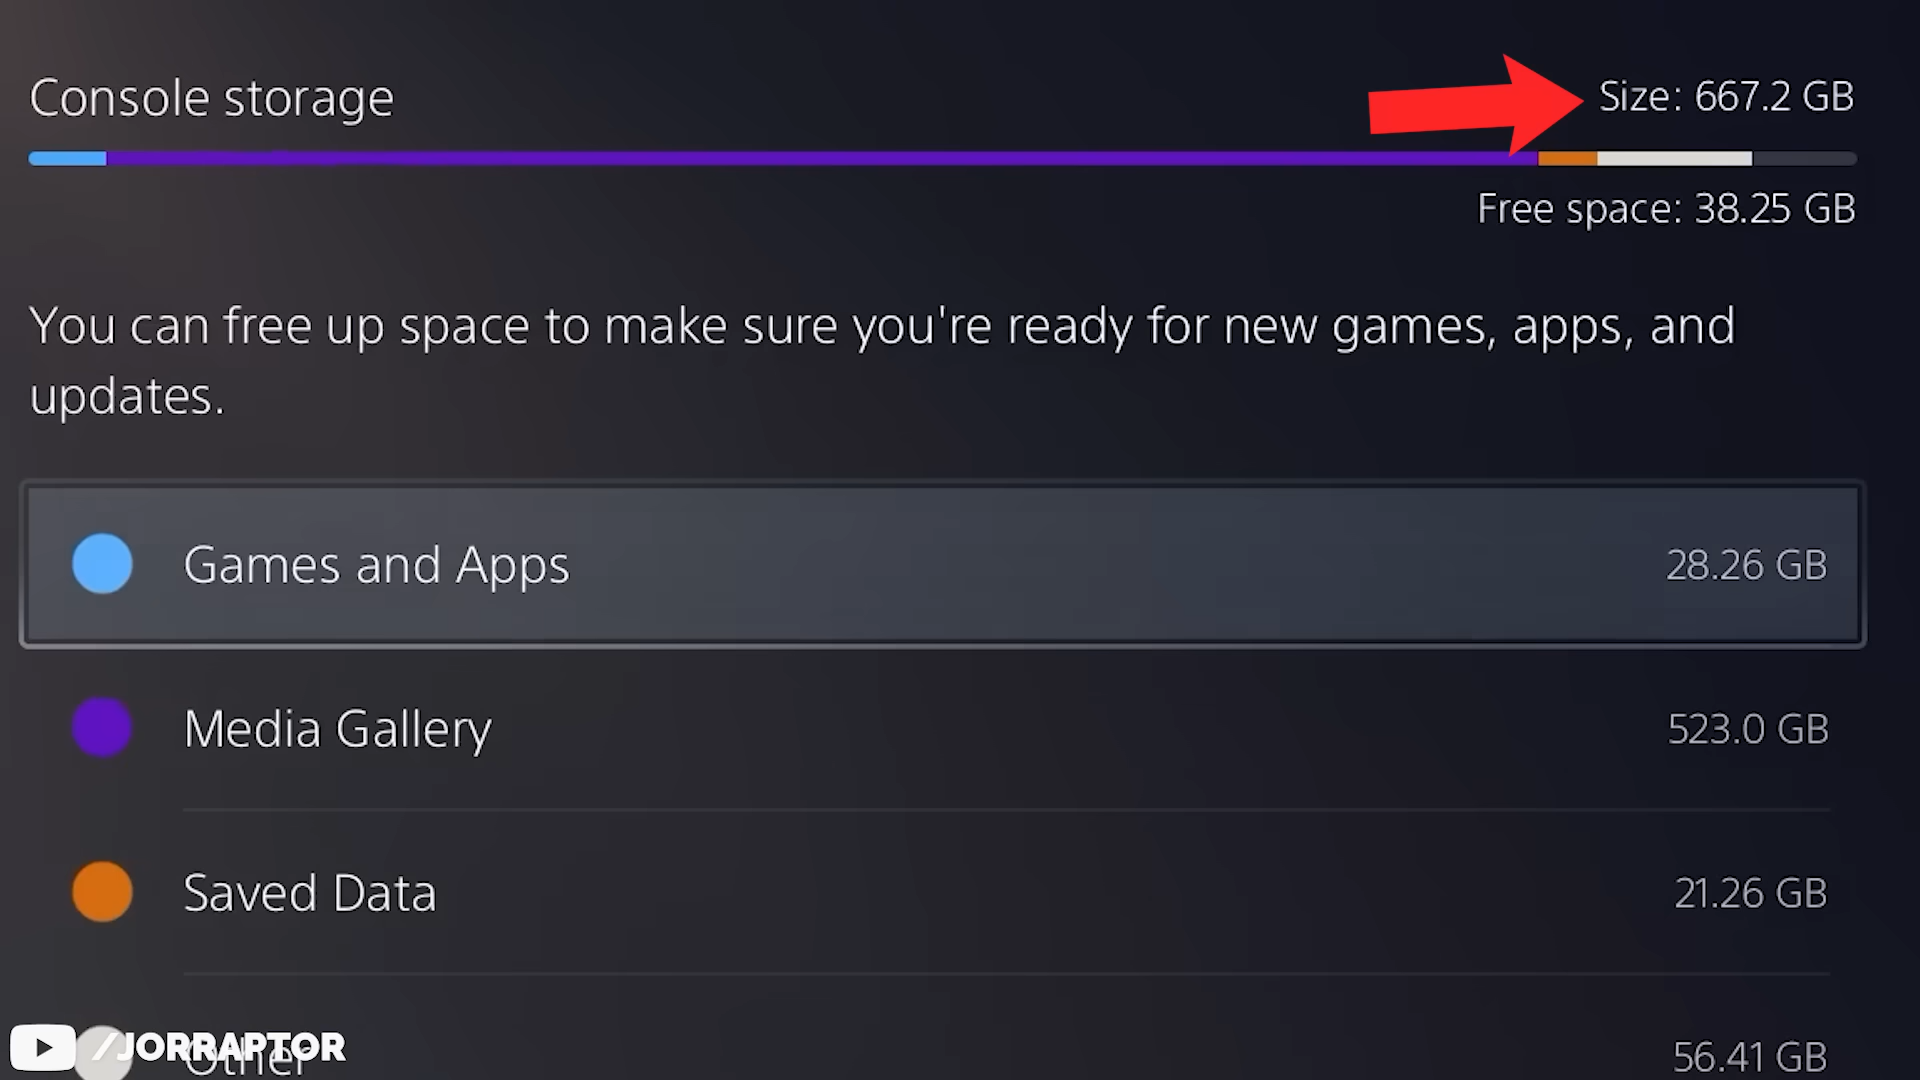 Console storage
Size: 667.2 GB
Free space: 38.25 GB
You can free up space to make sure you're ready for new games, apps, and
updates.
Games and Apps
28.26 GB
Media Gallery
523.0 GB
Saved Data
21.26 GB
Other
56.41 GB
/JORRAPTOR